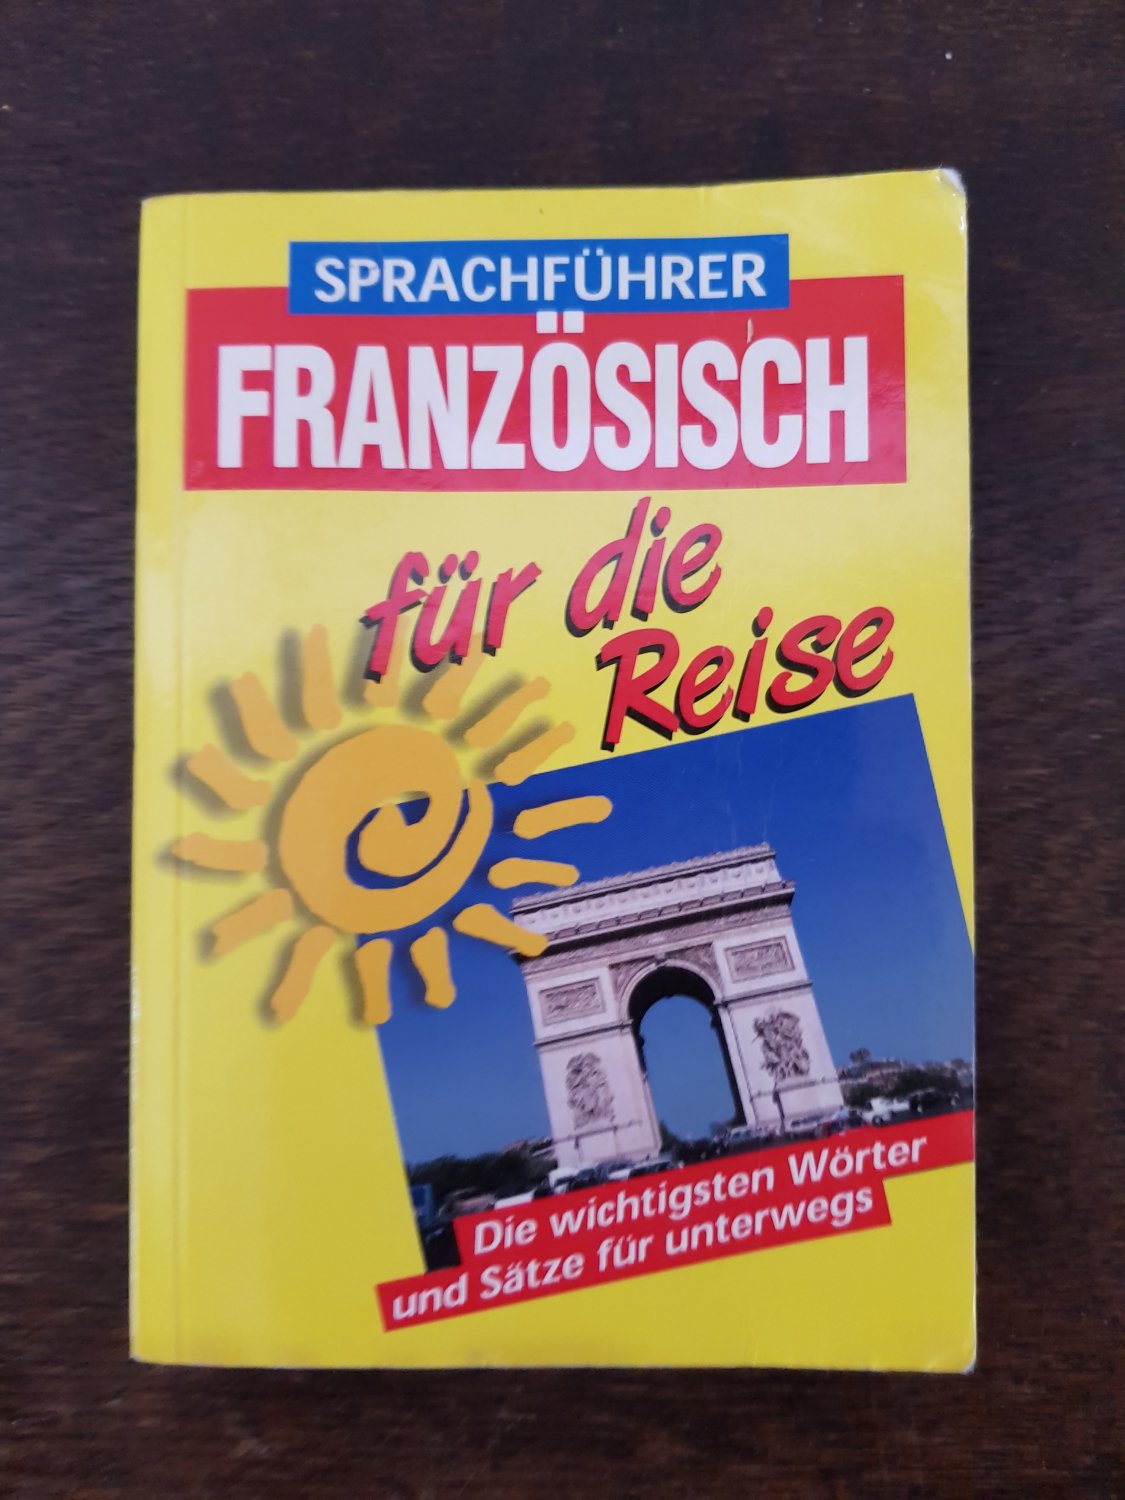 SPRACHFÜHRER
FRANZÖSISCH
für die
Reise
Die wichtigsten Wörter
und Sätze für unterwegs